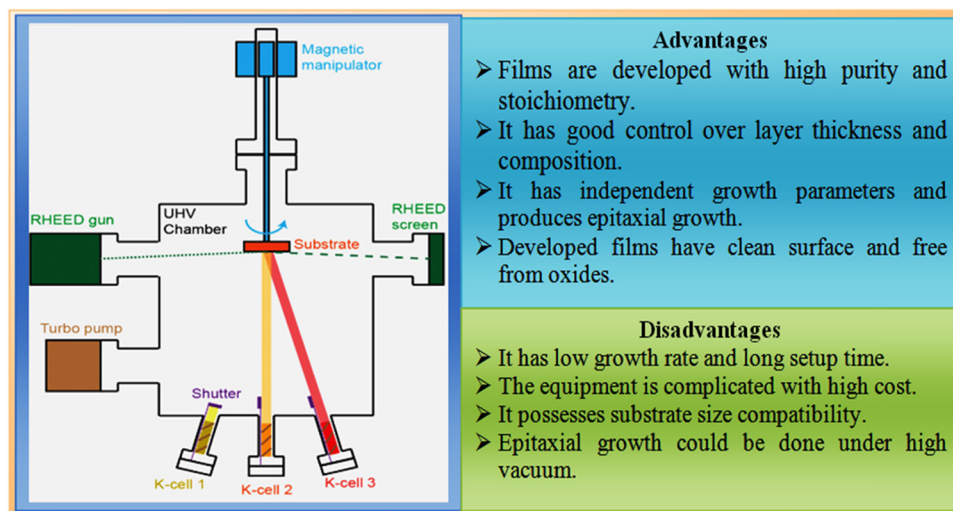 Magnetic
manipulator
RHEED gun
UHV
Chamber
RHEED
screen
Substrate
Turbo pump
Shutter
K-cell 1
K-cell 2
K-cell 3
Advantages
➢ Films are developed with high purity and
stoichiometry.
➢ It has good control over layer thickness and
composition.
➢ It has independent growth parameters and
produces epitaxial growth.
➢ Developed films have clean surface and free
from oxides.
Disadvantages
➢ It has low growth rate and long setup time.
➢ The equipment is complicated with high cost.
➢ It possesses substrate size compatibility.
➢ Epitaxial growth could be done under high
vacuum.